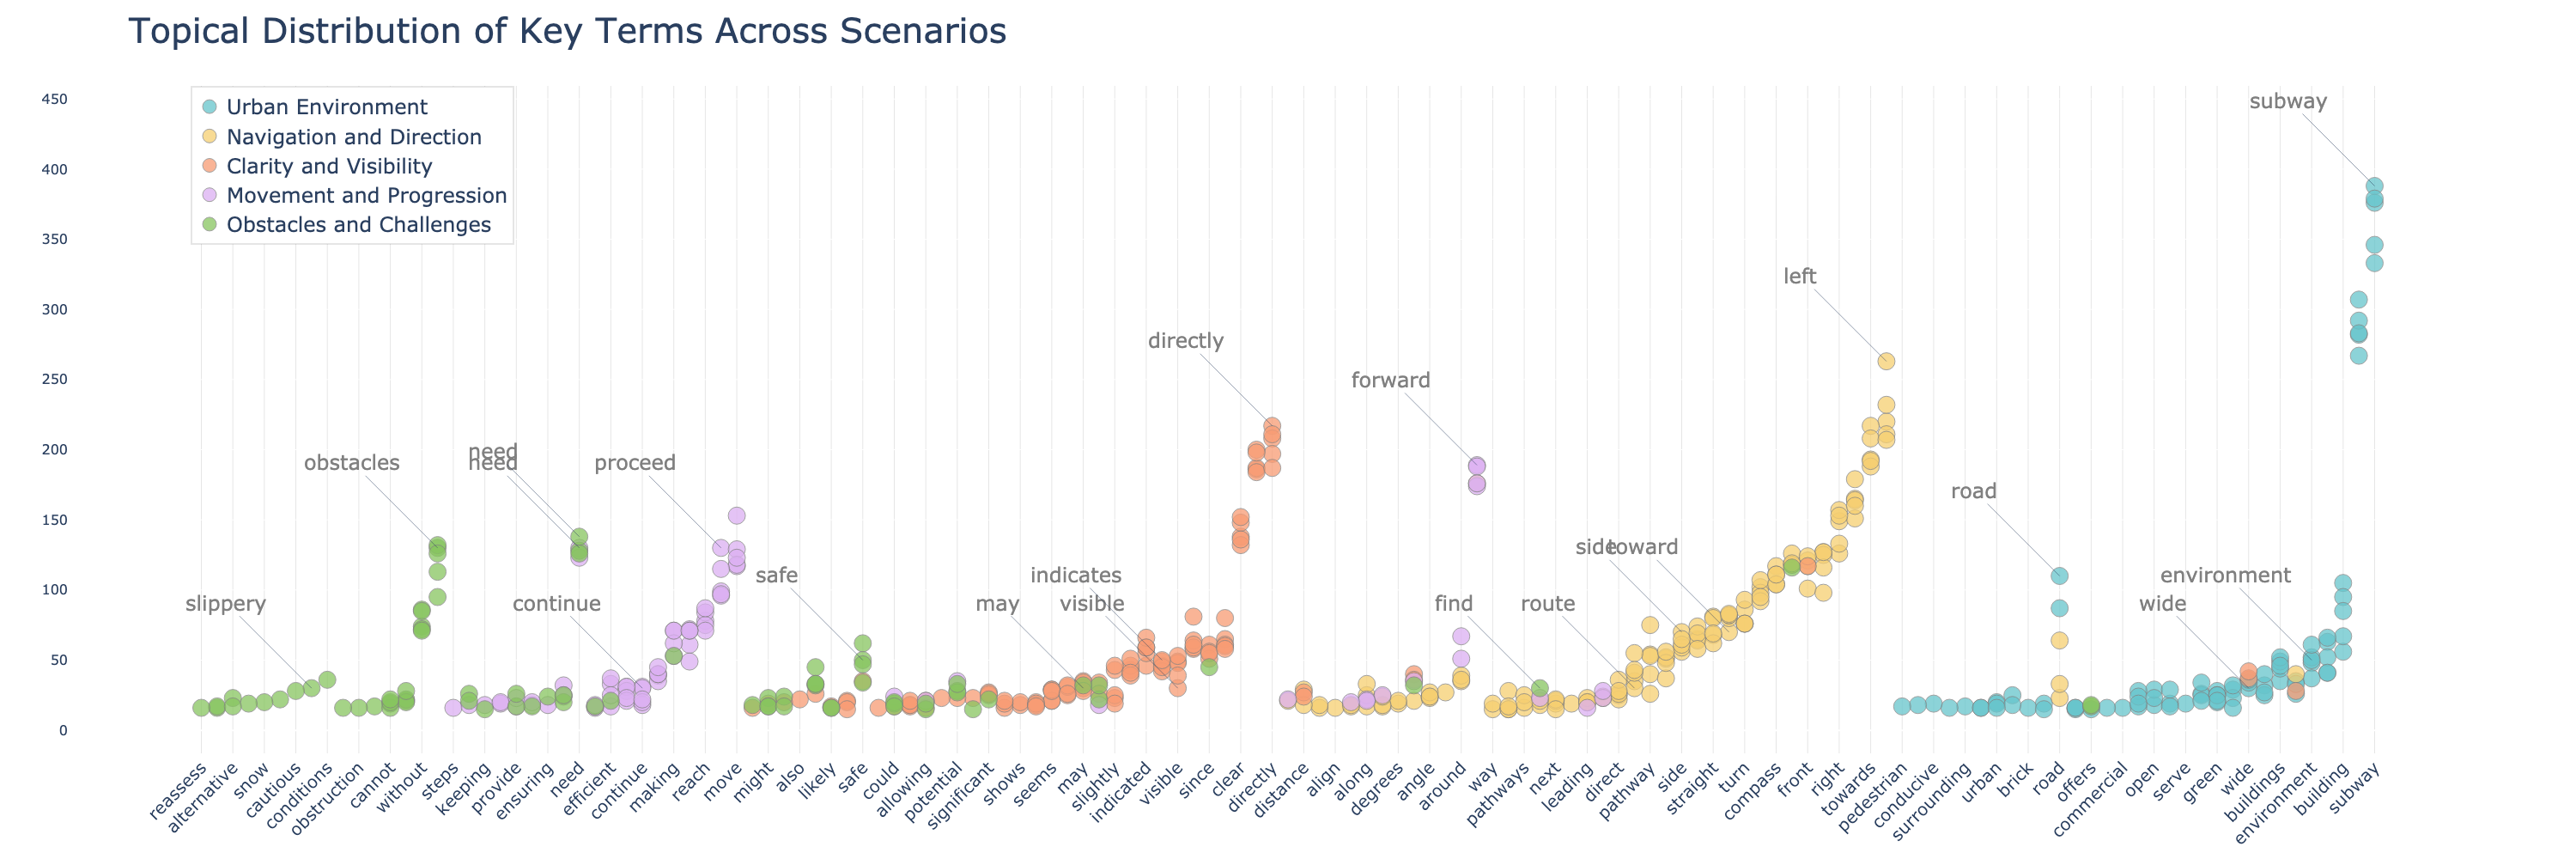 Topical Distribution of Key Terms Across Scenarios
Urban Environment
Navigation and Direction
Clarity and Visibility
Movement and Progression
Obstacles and Challenges
450
400
350
300
250
200
150
100
50
0
subway
left
directly
forward
need
obstacles
need
proceed
road
side
toward
safe
indicates
environment
slippery
continue
may
visible
find
route
wide
reassess
alternative
snow
cautious
conditions
obstruction
cannot
without
steps
keeping
provide
ensuring
need
efficient
continue
making
reach
move
might
also
likely
safe
could
allowing
potential
significant
shows
seems
may
slightly
indicated
visible
since
clear
directly
distance
align
along
degrees
angle
around
way
pathways
next
leading
direct
pathway
side
straight
turn
compass
front
right
towards
pedestrian
conducive
surrounding
urban
brick
road
offers
commercial
open
serve
green
wide
buildings
environment
building
subway